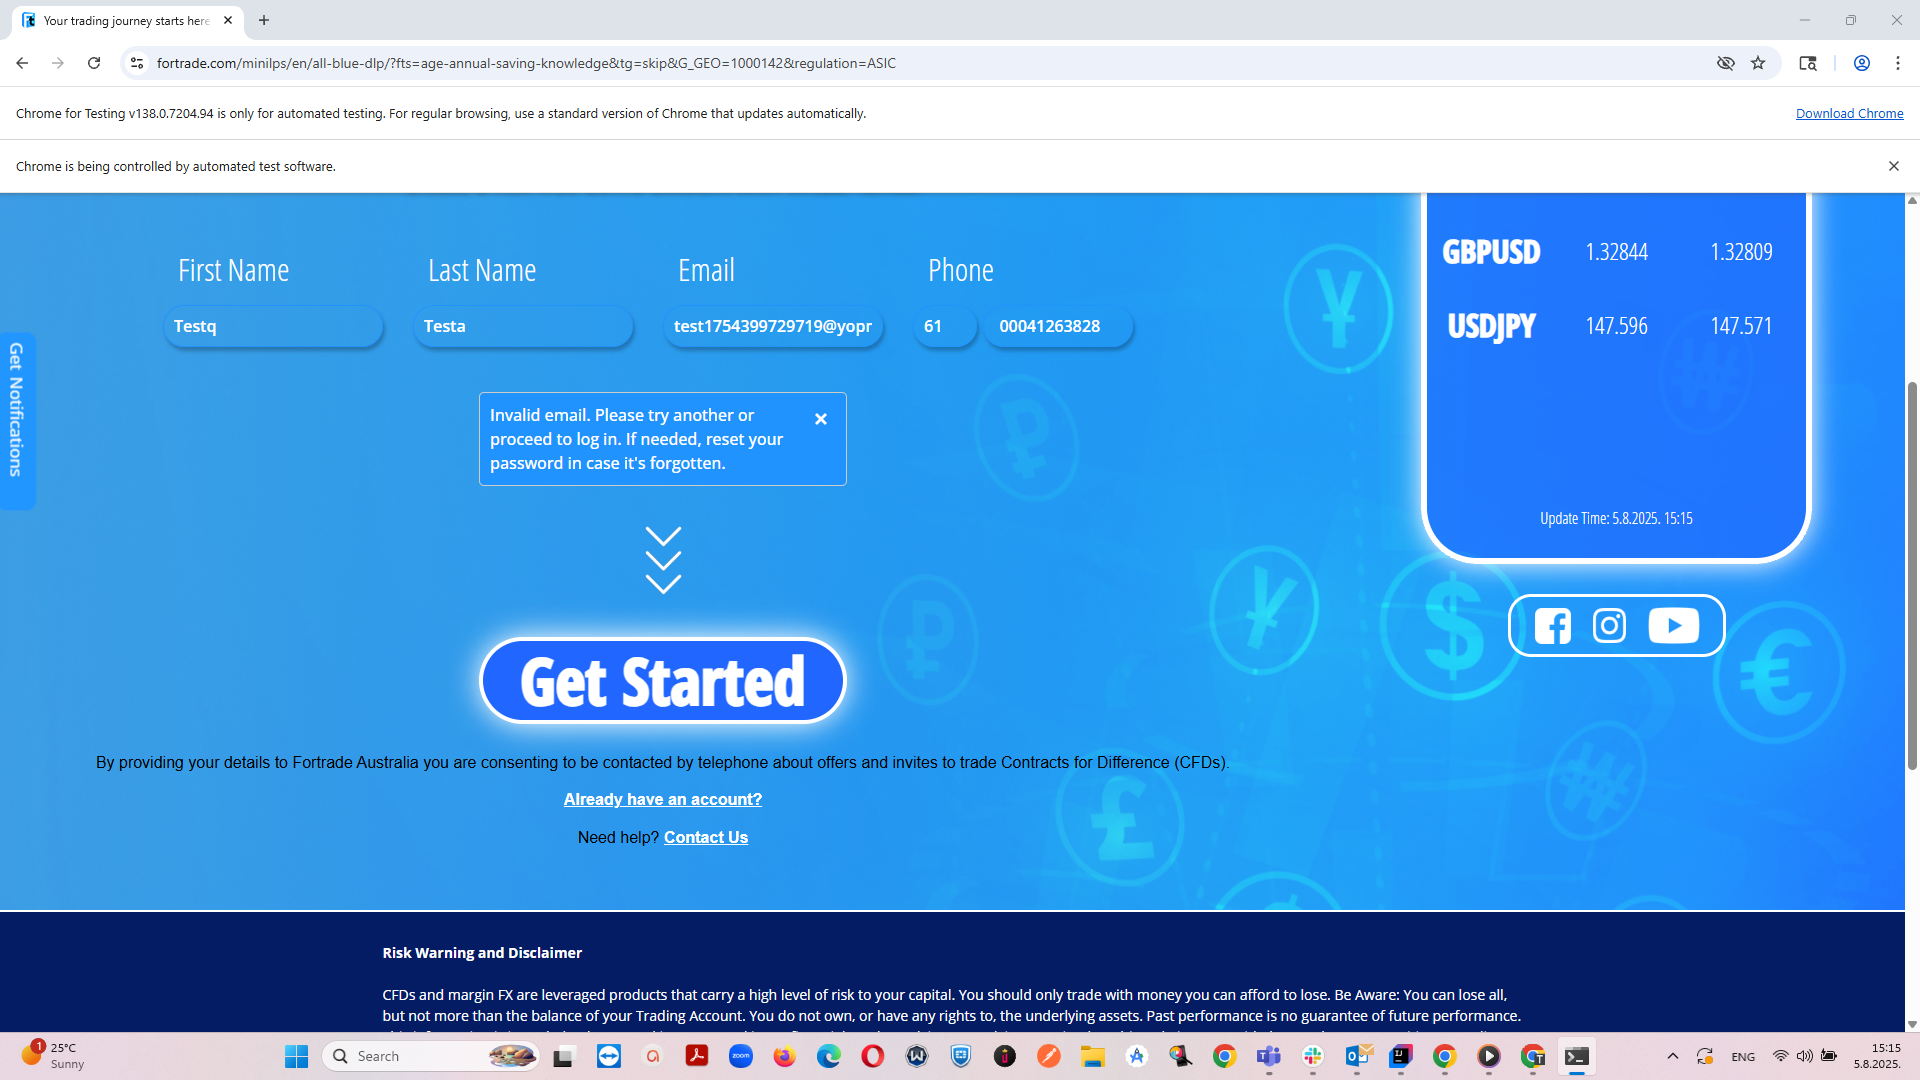 Your trading journey starts here
fortrade.com/minilps/en/all-blue-dlp/?fts=age-annual-saving-knowledge&tg=skip&G_GEO=1000142&regulation=ASIC
Chrome for Testing v138.0.7204.94 is only for automated testing. For regular browsing, use a standard version of Chrome that updates automatically.
Download Chrome
Chrome is being controlled by automated test software.
First Name
Last Name
Email
Phone
Testq
Testa
test1754399729719@yopr
61
00041263828
GBPUSD 1.32844 1.32809
USDJPY 147.596 147.571
Update Time: 5.8.2025. 15:15
Get Notifications
Invalid email. Please try another or
proceed to log in. If needed, reset your
password in case it's forgotten.
Get Started
By providing your details to Fortrade Australia you are consenting to be contacted by telephone about offers and invites to trade Contracts for Difference (CFDs).
Already have an account?
Need help? Contact Us
Risk Warning and Disclaimer
CFDs and margin FX are leveraged products that carry a high level of risk to your capital. You should only trade with money you can afford to lose. Be Aware: You can lose all,
but not more than the balance of your Trading Account. You do not own, or have any rights to, the underlying assets. Past performance is no guarantee of future performance.
1
25°C
Sunny
Search
zoom
ENG
15:15
5.8.2025.